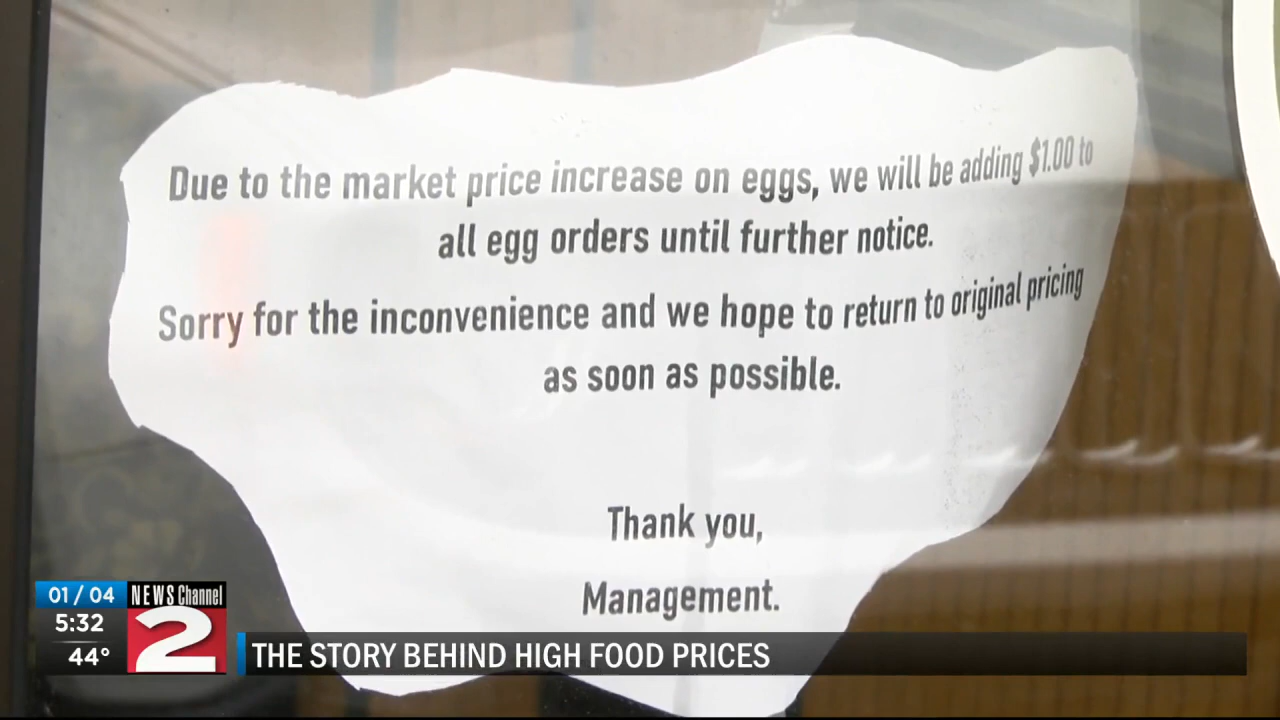 Due to the market price increase on eggs, we will be adding $1.00 to
all egg orders until further notice.
Sorry for the inconvenience and we hope to return to original pricing
as soon as possible.
Thank you,
Management.
01 / 04
NEWS Channel
5:32
2
44°
THE STORY BEHIND HIGH FOOD PRICES